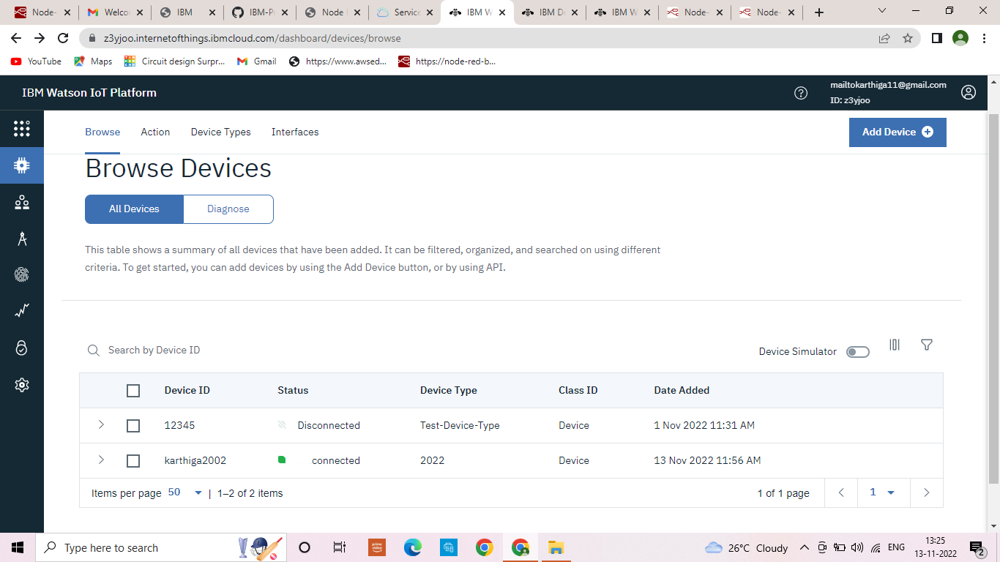 Node- Welcon IBM IBM-P Node Service IBM W IBM D IBM W Node- Node-
z3yjoo.internetofthings.ibmcloud.com/dashboard/devices/browse
YouTube Maps Circuit design Surpr... Gmail https://www.awsed... https://node-red-b...
IBM Watson IoT Platform
mailtokarthiga11@gmail.com
ID: z3yjoo
Browse Action Device Types Interfaces Add Device
Browse Devices
All Devices Diagnose
This table shows a summary of all devices that have been added. It can be filtered, organized, and searched on using different
criteria. To get started, you can add devices by using the Add Device button, or by using API.
Search by Device ID Device Simulator
Device ID Status Device Type Class ID Date Added
12345 Disconnected Test-Device-Type Device 1 Nov 2022 11:31 AM
karthiga2002 connected 2022 Device 13 Nov 2022 11:56 AM
Items per page 50 | 1–2 of 2 items 1 of 1 page 1
Type here to search prime video 26°C Cloudy ENG 13:25
13-11-2022 2